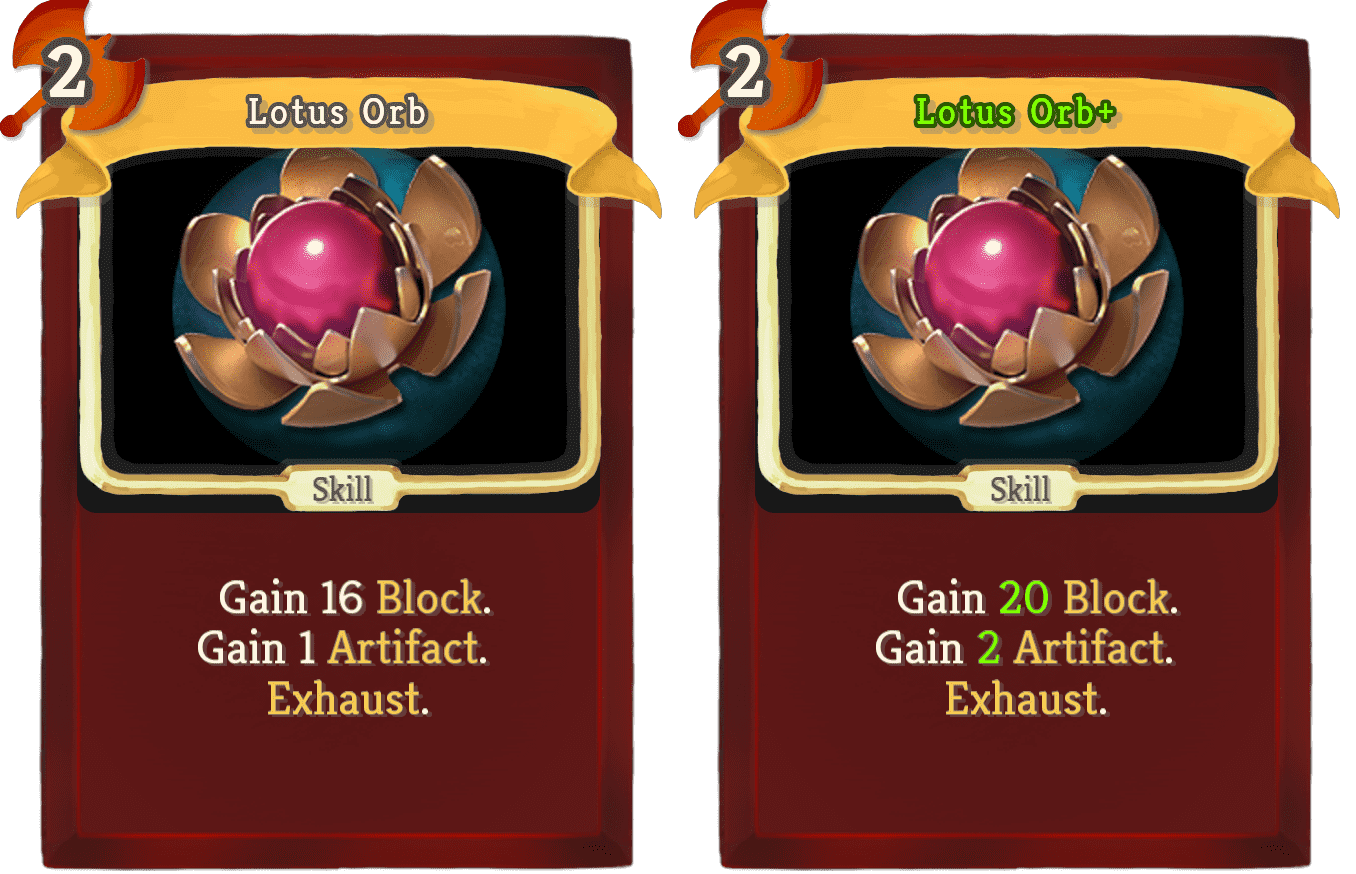 2
Lotus Orb
Skill
Gain 16 Block.
Gain 1 Artifact.
Exhaust.
2
Lotus Orb+
Skill
Gain 20 Block.
Gain 2 Artifact.
Exhaust.